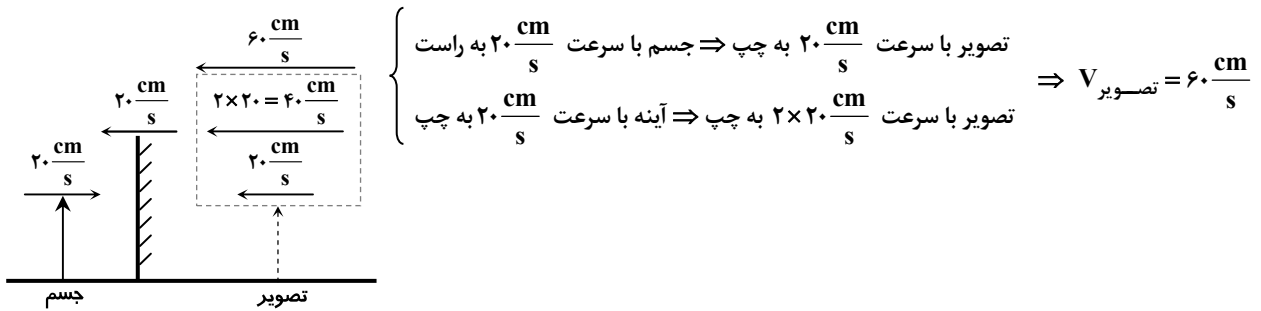 ۶۰ cm/s
۲۰ cm/s
۲×۲۰ = ۴۰ cm/s
۲۰ cm/s
۲۰ cm/s
جسم
تصویر
جسم با سرعت ۲۰ cm/s به راست ⇒ تصویر با سرعت ۲۰ cm/s به چپ
آینه با سرعت ۲۰ cm/s به چپ ⇒ تصویر با سرعت ۲×۲۰ cm/s به چپ
⇒ V تصـــویر = ۶۰ cm/s